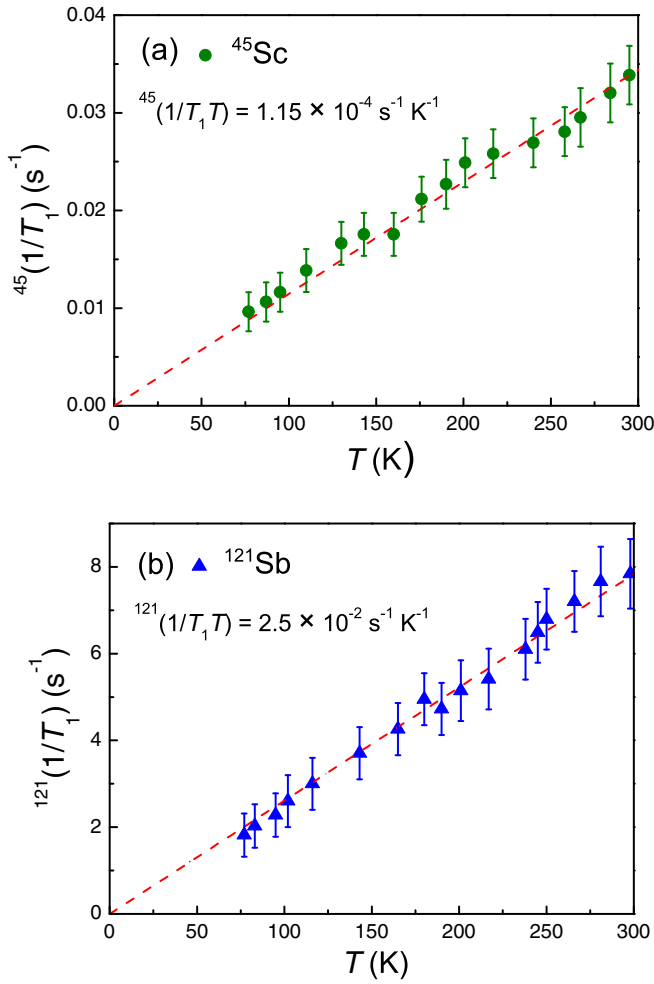 0.04
(a) ⁴⁵Sc
⁴⁵(1/T₁T) = 1.15 × 10⁻⁴ s⁻¹ K⁻¹
0.03
0.02
0.01
0.00
⁴⁵(1/T₁) (s⁻¹)
0 50 100 150 200 250 300
T (K)
8
(b) ¹²¹Sb
¹²¹(1/T₁T) = 2.5 × 10⁻² s⁻¹ K⁻¹
6
4
2
0
¹²¹(1/T₁) (s⁻¹)
0 50 100 150 200 250 300
T (K)